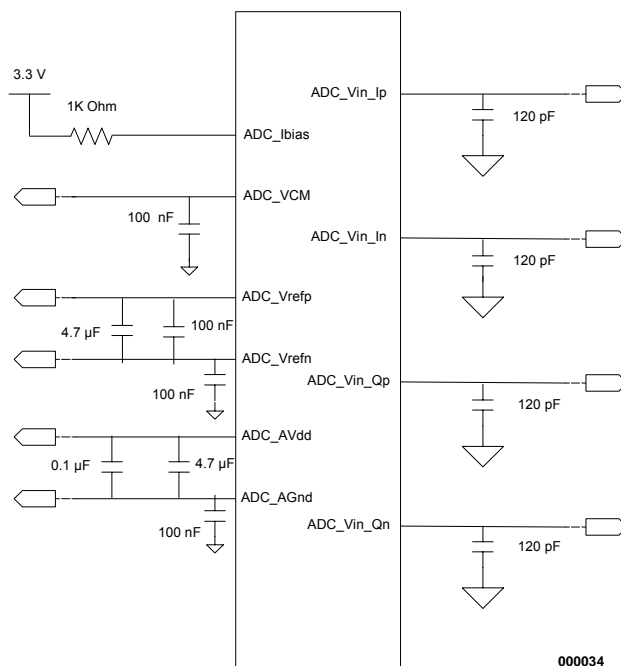 3.3 V
1K Ohm
ADC_Ibias
ADC_VCM
100 nF
ADC_Vrefp
4.7 µF
100 nF
ADC_Vrefn
100 nF
ADC_AVdd
0.1 µF
4.7 µF
ADC_AGnd
100 nF
ADC_Vin_Ip
120 pF
ADC_Vin_In
120 pF
ADC_Vin_Qp
120 pF
ADC_Vin_Qn
120 pF
000034